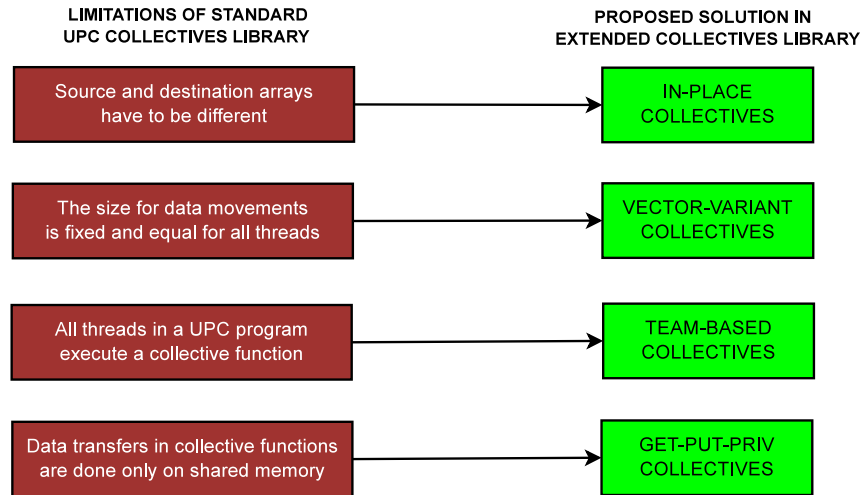 LIMITATIONS OF STANDARD
UPC COLLECTIVES LIBRARY
PROPOSED SOLUTION IN
EXTENDED COLLECTIVES LIBRARY
Source and destination arrays
have to be different
IN-PLACE
COLLECTIVES
The size for data movements
is fixed and equal for all threads
VECTOR-VARIANT
COLLECTIVES
All threads in a UPC program
execute a collective function
TEAM-BASED
COLLECTIVES
Data transfers in collective functions
are done only on shared memory
GET-PUT-PRIV
COLLECTIVES